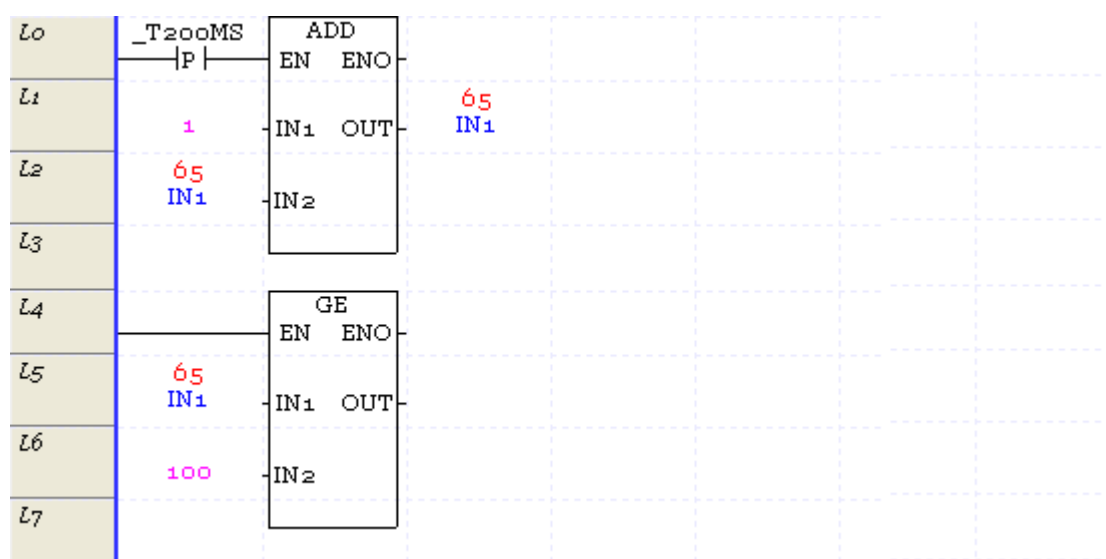 L0 _T200MS ADD
P EN ENO
L1 65
1 IN1 OUT IN1
L2 65
IN1 IN2
L3
L4 GE
EN ENO
L5 65
IN1 IN1 OUT
L6
100 IN2
L7